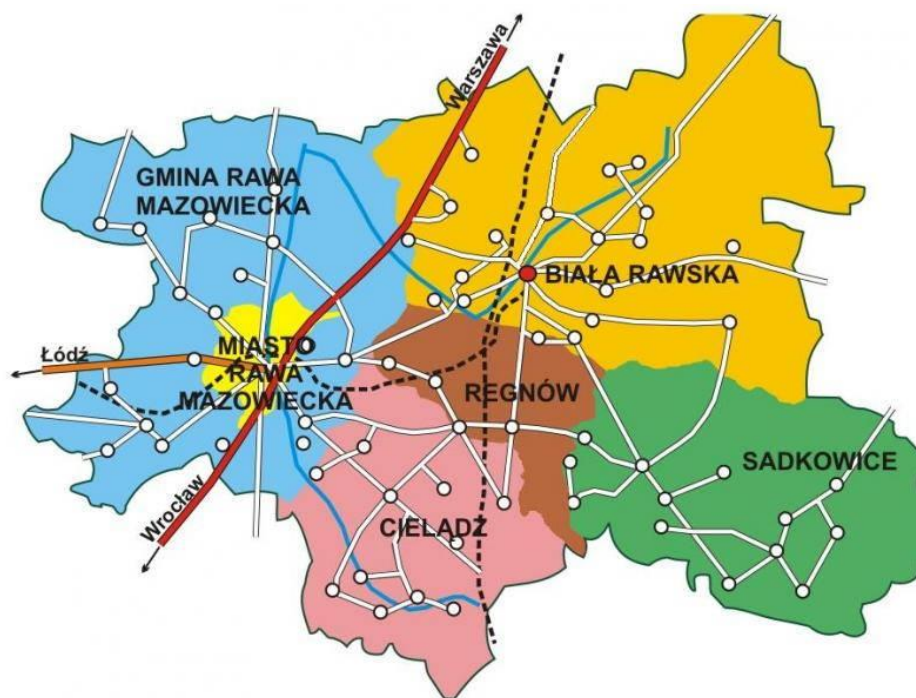 Warszawa
GMINA RAWA
MAZOWIECKA
BIAŁA RAWSKA
Łódź
MIASTO
RAWA
MAZOWIECKA
REGNÓW
SADKOWICE
Wrocław
CIELĄDZ